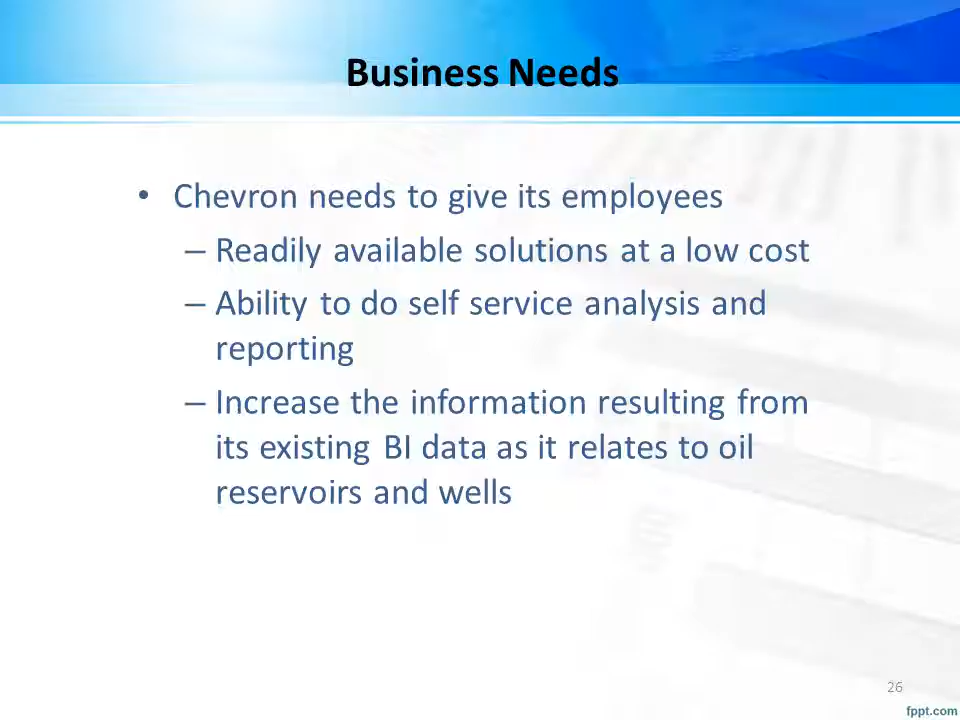 Business Needs
• Chevron needs to give its employees
– Readily available solutions at a low cost
– Ability to do self service analysis and
reporting
– Increase the information resulting from
its existing BI data as it relates to oil
reservoirs and wells
26
fppt.com